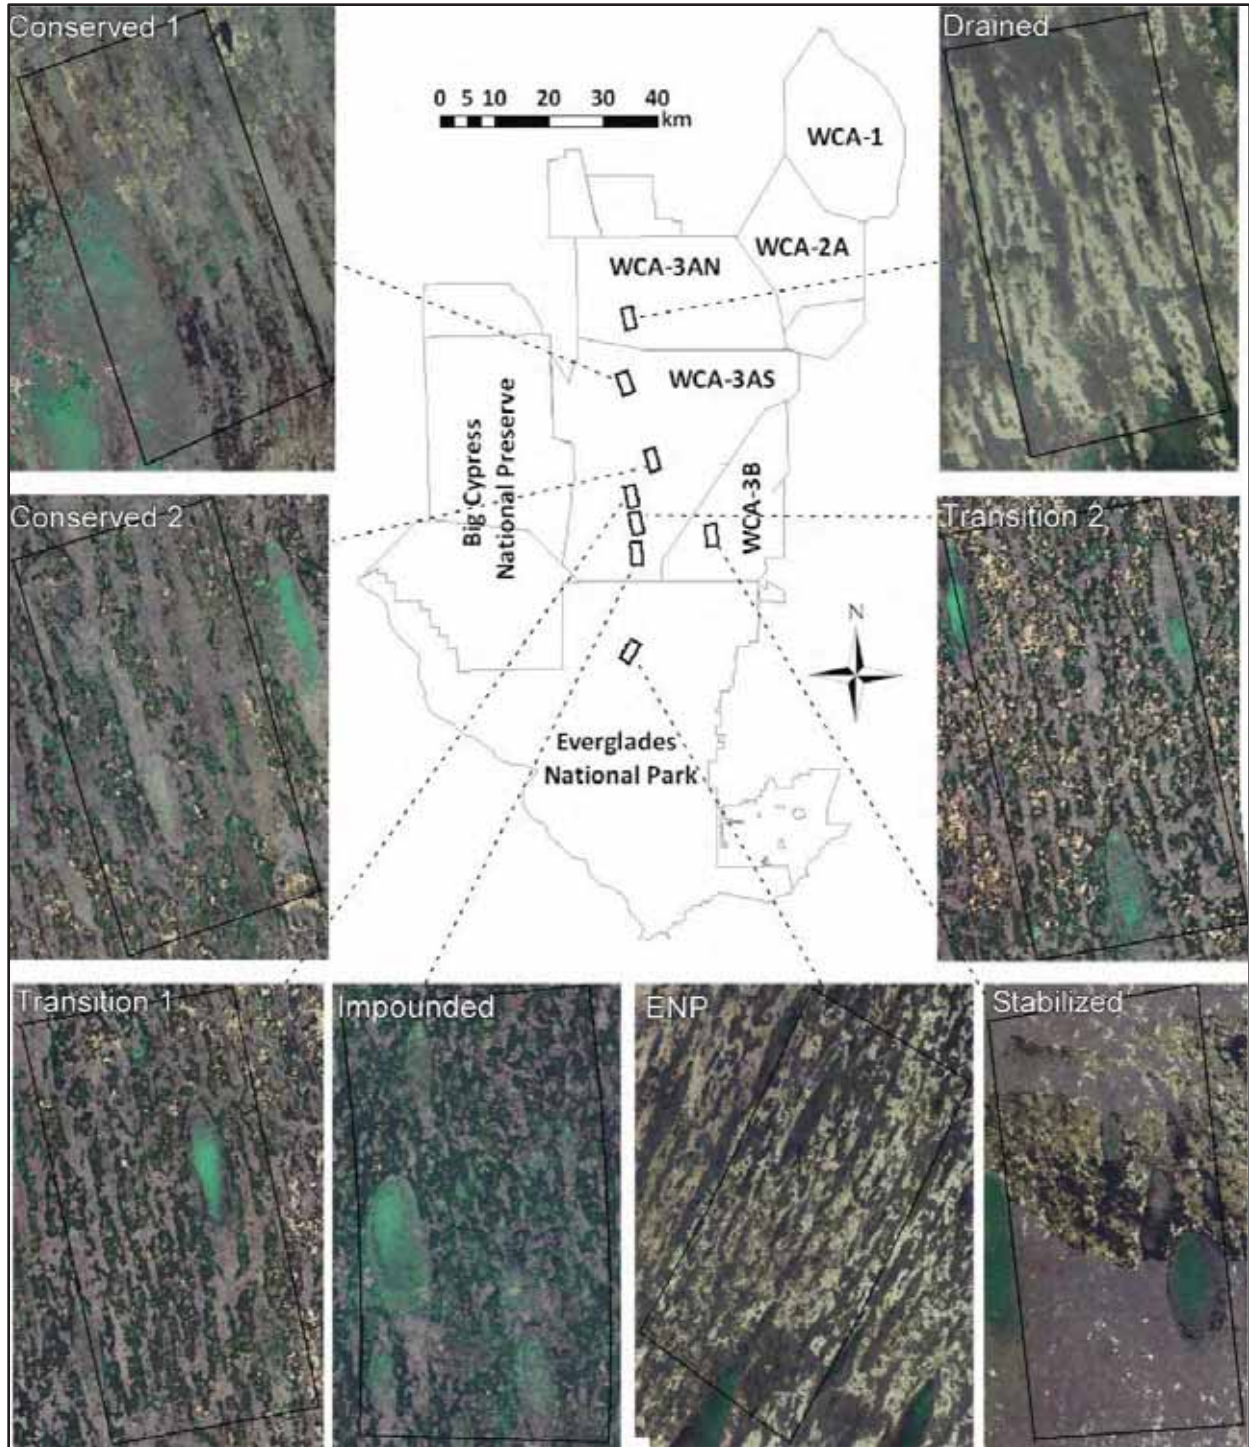 Conserved 1
Drained
0 5 10 20 30 40
km
WCA-1
WCA-2A
WCA-3AN
WCA-3AS
Big Cypress
National Preserve
WCA-3B
Conserved 2
Transition 2
N
Everglades
National Park
Transition 1
Impounded
ENP
Stabilized